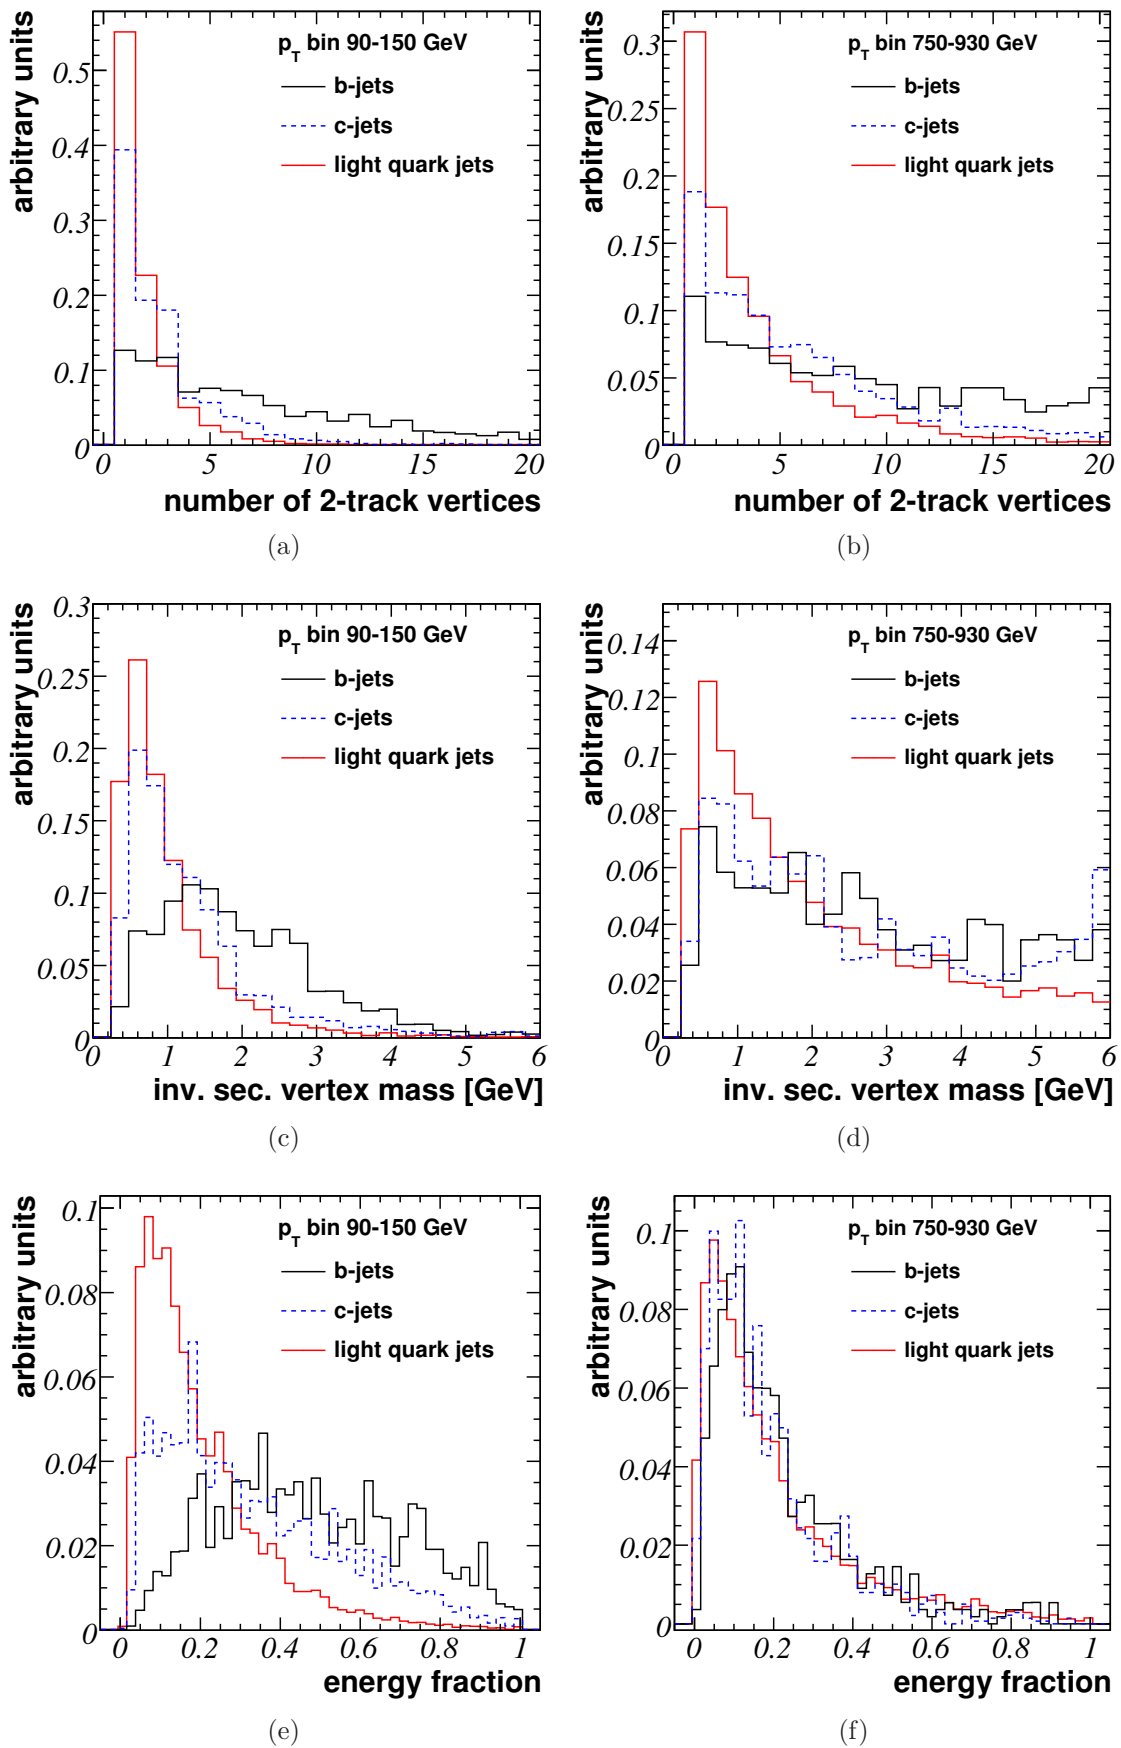 arbitrary units
p_T bin 90-150 GeV
b-jets
c-jets
light quark jets
0.5
0.4
0.3
0.2
0.1
0
0 5 10 15 20
number of 2-track vertices
(a)
arbitrary units
p_T bin 750-930 GeV
b-jets
c-jets
light quark jets
0.3
0.25
0.2
0.15
0.1
0.05
0
0 5 10 15 20
number of 2-track vertices
(b)
arbitrary units
p_T bin 90-150 GeV
b-jets
c-jets
light quark jets
0.3
0.25
0.2
0.15
0.1
0.05
0
0 1 2 3 4 5 6
inv. sec. vertex mass [GeV]
(c)
arbitrary units
p_T bin 750-930 GeV
b-jets
c-jets
light quark jets
0.14
0.12
0.1
0.08
0.06
0.04
0.02
0
0 1 2 3 4 5 6
inv. sec. vertex mass [GeV]
(d)
arbitrary units
p_T bin 90-150 GeV
b-jets
c-jets
light quark jets
0.1
0.08
0.06
0.04
0.02
0
0 0.2 0.4 0.6 0.8 1
energy fraction
(e)
arbitrary units
p_T bin 750-930 GeV
b-jets
c-jets
light quark jets
0.1
0.08
0.06
0.04
0.02
0
0 0.2 0.4 0.6 0.8 1
energy fraction
(f)